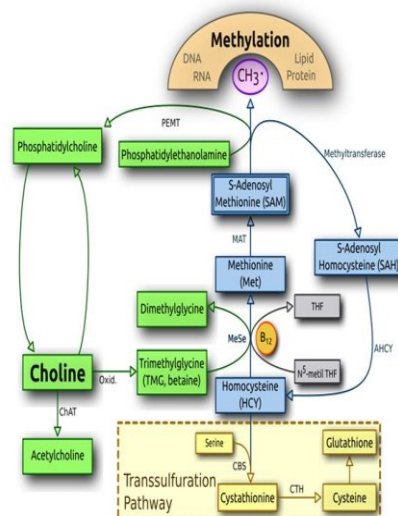 Methylation
DNA
RNA
Lipid
Protein
CH₃·
PEMT
Phosphatidylcholine
Phosphatidylethanolamine
Methyltransferase
S-Adenosyl
Methionine (SAM)
S-Adenosyl
Homocysteine (SAH)
MAT
Methionine
(Met)
Dimethylglycine
THF
MeSe
B₁₂
AHCY
Choline
Oxid.
Trimethylglycine
(TMG, betaine)
N⁵-metil THF
Homocysteine
(HCY)
ChAT
Acetylcholine
Serine
CBS
Glutathione
Transsulfuration
Pathway
Cystathionine
CTH
Cysteine